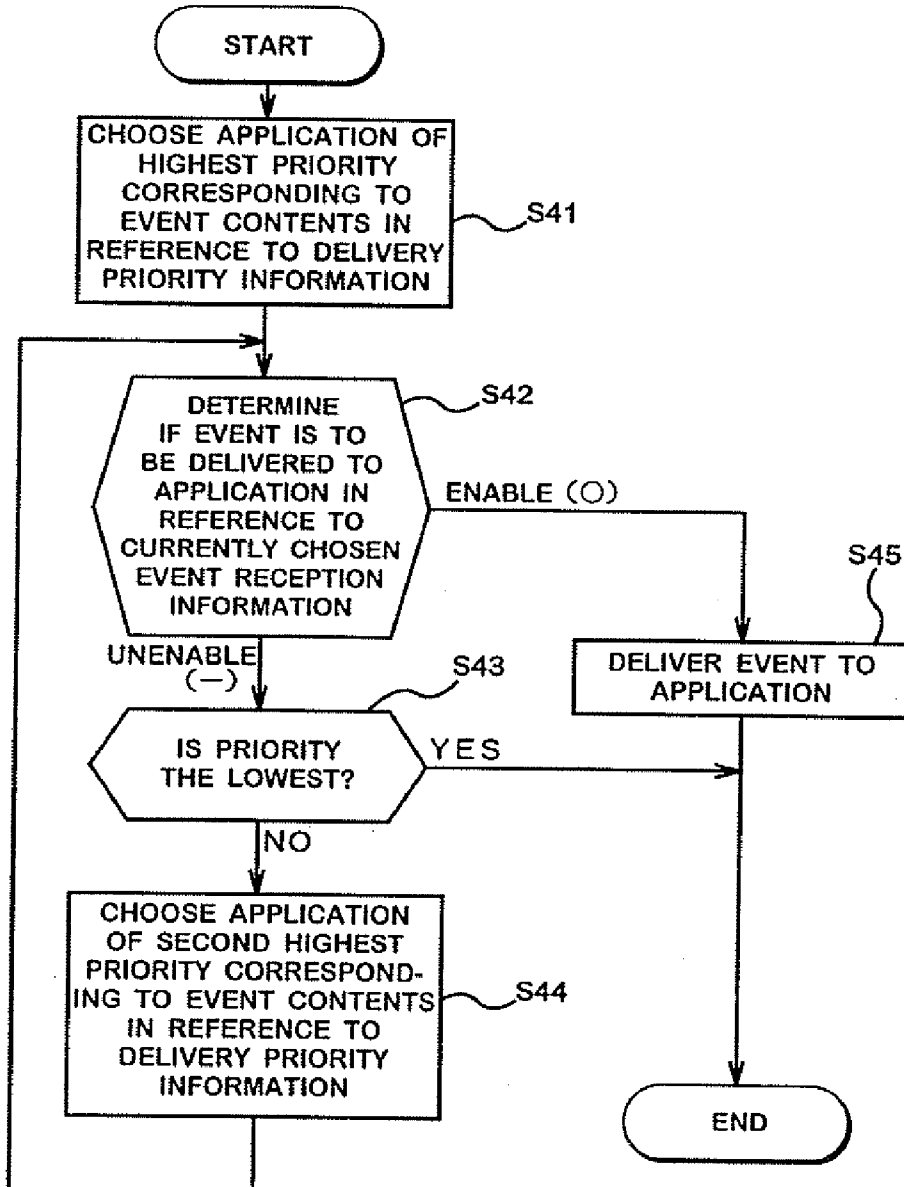 START
CHOOSE APPLICATION OF
HIGHEST PRIORITY
CORRESPONDING TO
EVENT CONTENTS IN
REFERENCE TO DELIVERY
PRIORITY INFORMATION
S41
DETERMINE
IF EVENT IS TO
BE DELIVERED TO
APPLICATION IN
REFERENCE TO
CURRENTLY CHOSEN
EVENT RECEPTION
INFORMATION
S42
ENABLE (○)
UNENABLE
(—)
S45
DELIVER EVENT TO
APPLICATION
S43
IS PRIORITY
THE LOWEST?
YES
NO
CHOOSE APPLICATION
OF SECOND HIGHEST
PRIORITY CORRESPOND-
ING TO EVENT CONTENTS
IN REFERENCE TO
DELIVERY PRIORITY
INFORMATION
S44
END